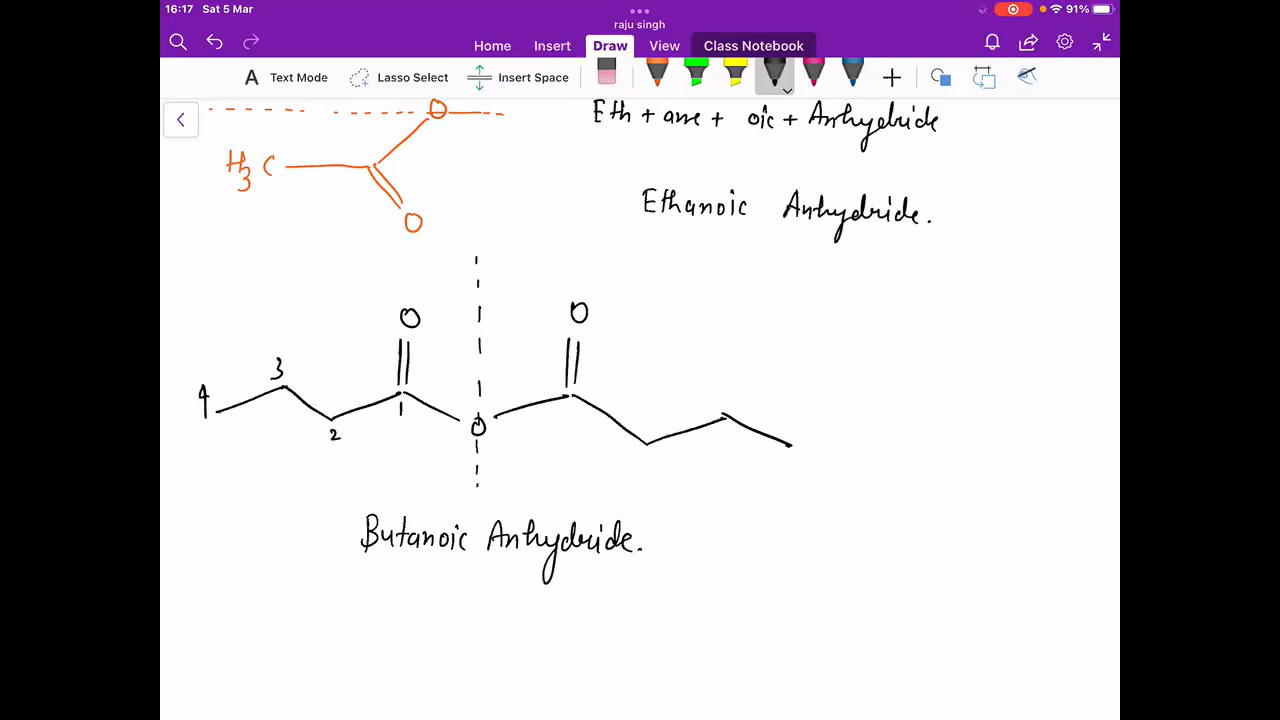 16:17 Sat 5 Mar
91%
raju singh
Home Insert Draw View Class Notebook
Text Mode Lasso Select Insert Space
O
Eth + ane + oic + Anhydride
H3C
O
Ethanoic Anhydride.
O O
4 3 2 1 O
Butanoic Anhydride.